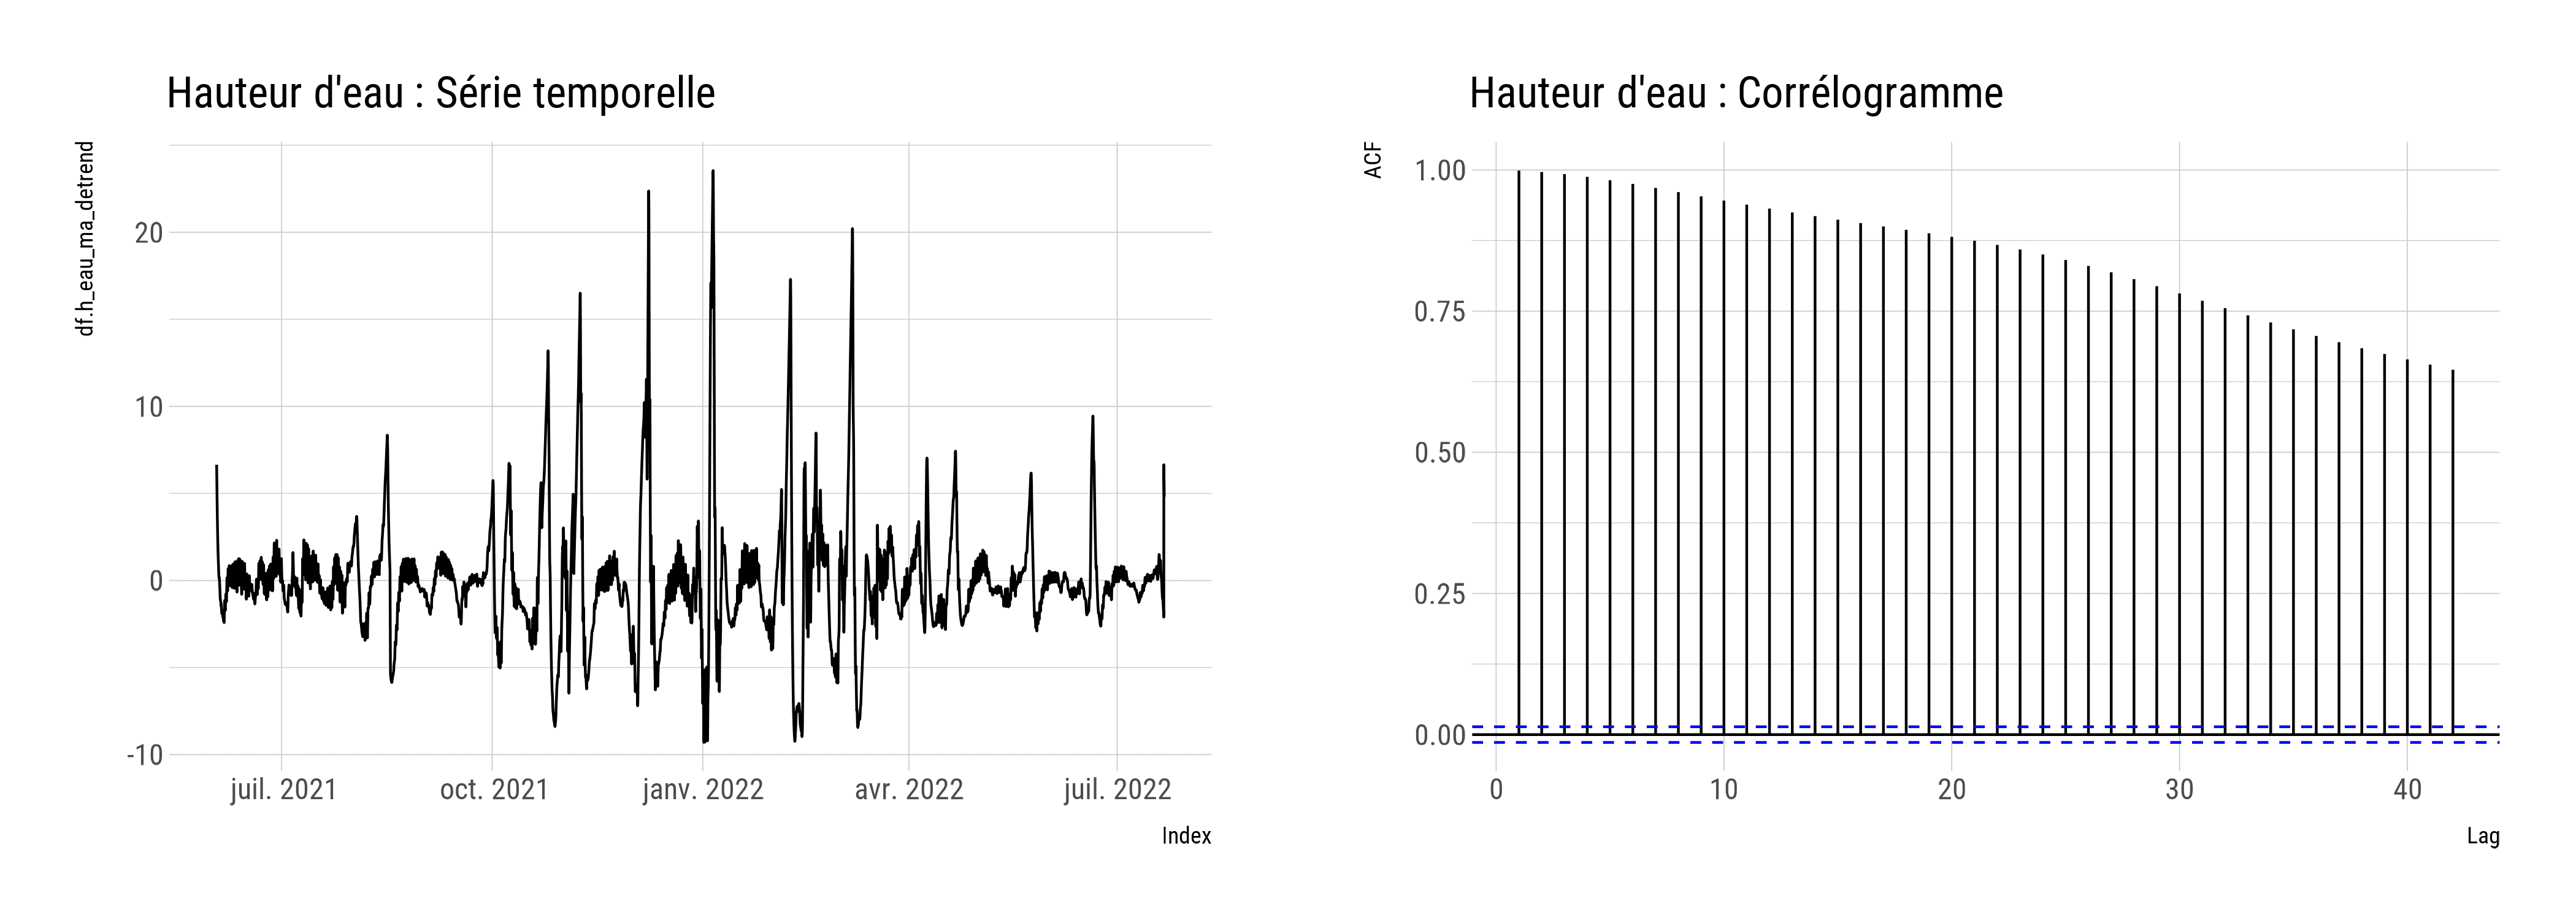 Hauteur d'eau : Série temporelle
df.h_eau_ma_detrend
20
10
0
-10
juil. 2021
oct. 2021
janv. 2022
avr. 2022
juil. 2022
Index
Hauteur d'eau : Corrélogramme
ACF
1.00
0.75
0.50
0.25
0.00
0
10
20
30
40
Lag